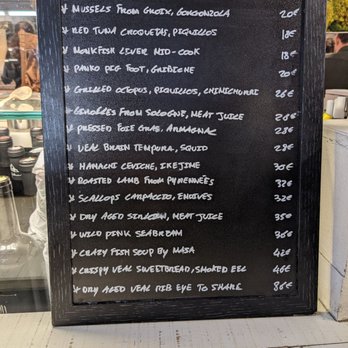 MUSSELS FROM GROIX, GORGONZOLA 20€
RED TUNA CROQUETAS, PIQUILLOS 18€
MONKFISH LIVER MID-COOK 18€
PANKO PIG FOOT, GRIBICHE 20€
GRILLED OCTOPUS, PIQUILLOS, CHIMICHURRI 26€
FROM SOLOGNE, MEAT JUICE 28€
PRESSED FOIE GRAS, ARMAGNAC 28€
VEAL BRAIN TEMPURA, SQUID 28€
HAMACHI CEVICHE, IKEJIME 30€
ROASTED LAMB FROM PYRENNÉES 32€
SCALLOPS CARPACCIO, ENDIVES 32€
DRY AGED SIRLOIN, MEAT JUICE 35€
WILD PINK SEABREAM 36€
CRAZY FISH SOUP BY MASA 42€
CRISPY VEAL SWEETBREAD, SMOKED EEL 46€
DRY AGED VEAL RIB EYE TO SHARE 86€